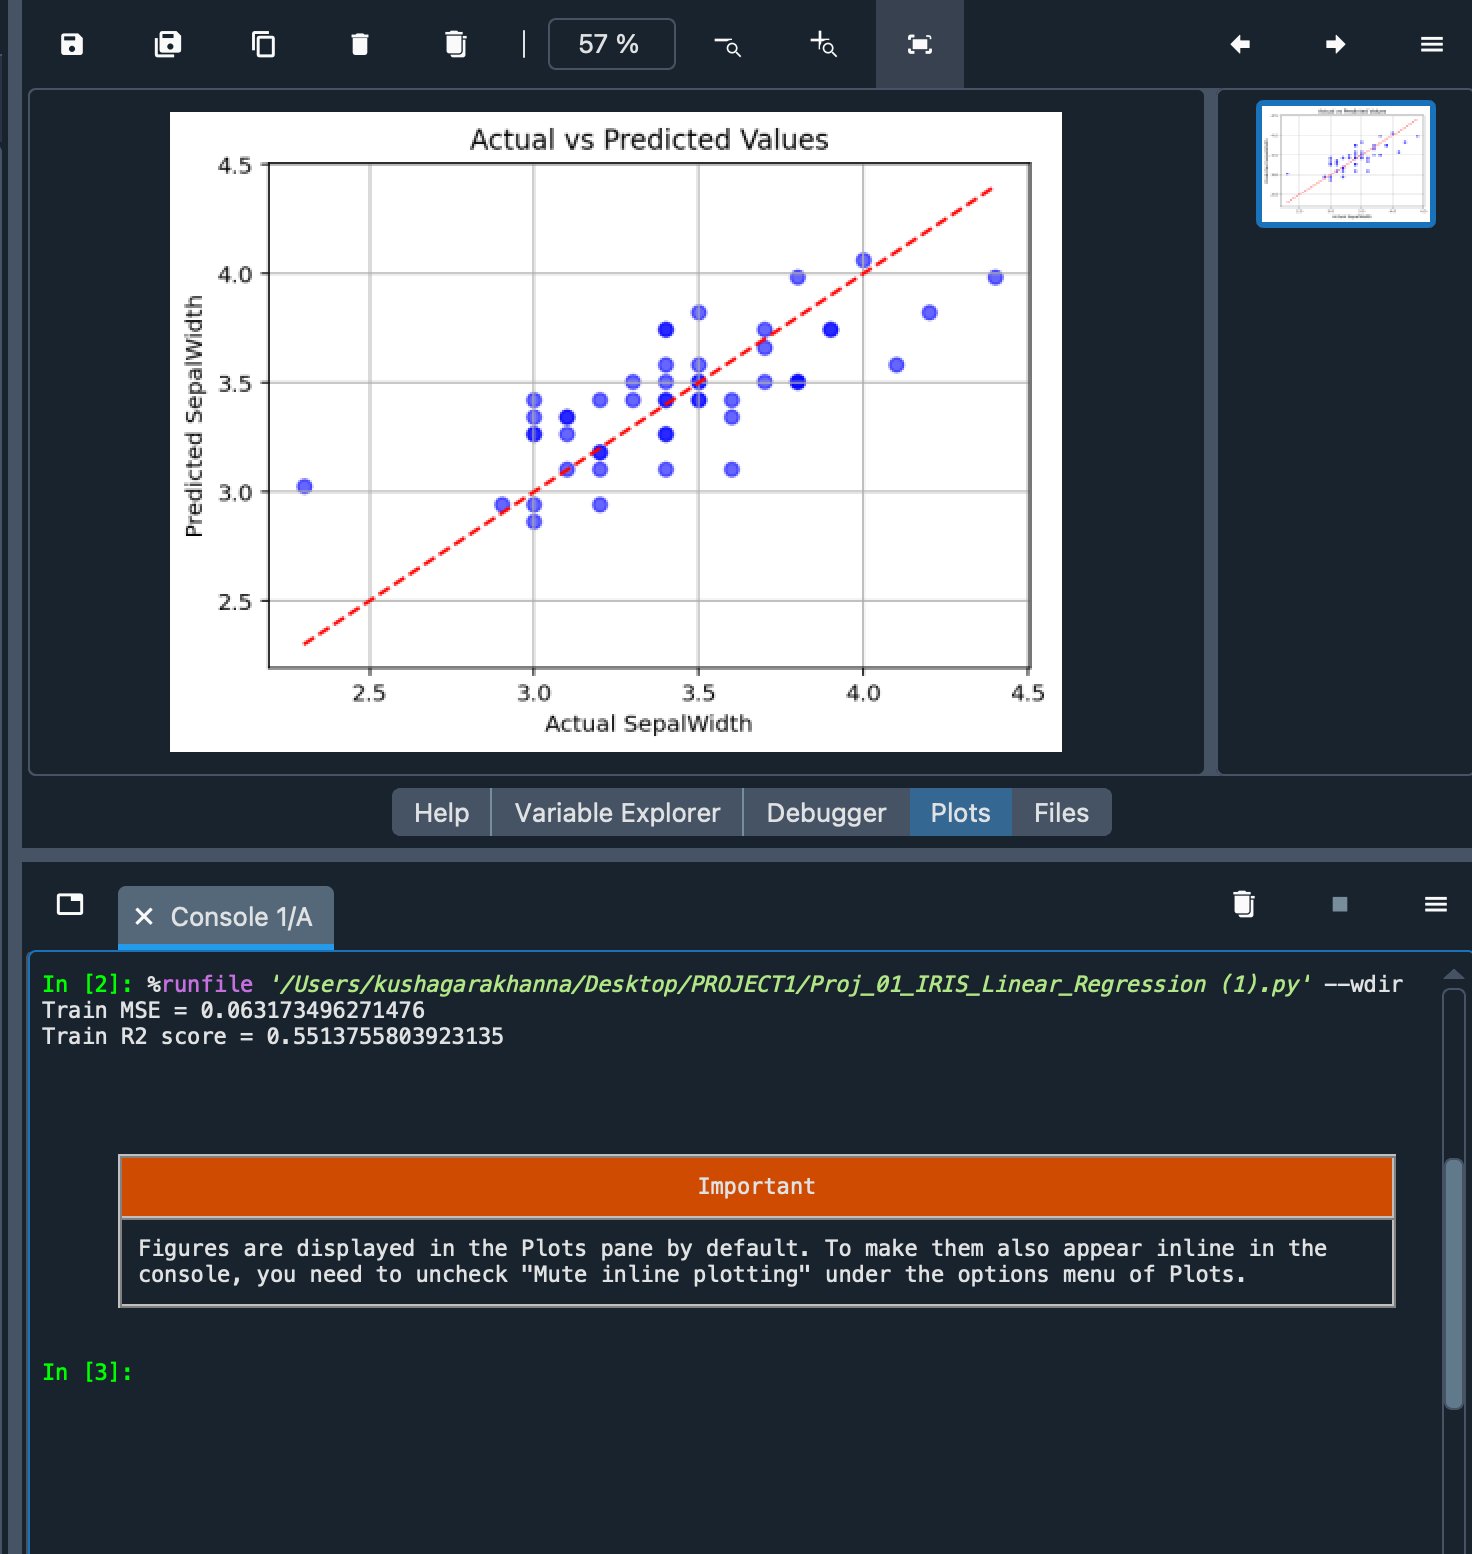 57 %
Actual vs Predicted Values
4.5
4.0
3.5
3.0
2.5
Predicted SepalWidth
2.5 3.0 3.5 4.0 4.5
Actual SepalWidth
Help Variable Explorer Debugger Plots Files
Console 1/A
In [2]: %runfile '/Users/kushagarakhanna/Desktop/PROJECT1/Proj_01_IRIS_Linear_Regression (1).py' --wdir
Train MSE = 0.063173496271476
Train R2 score = 0.5513755803923135
Important
Figures are displayed in the Plots pane by default. To make them also appear inline in the
console, you need to uncheck "Mute inline plotting" under the options menu of Plots.
In [3]: